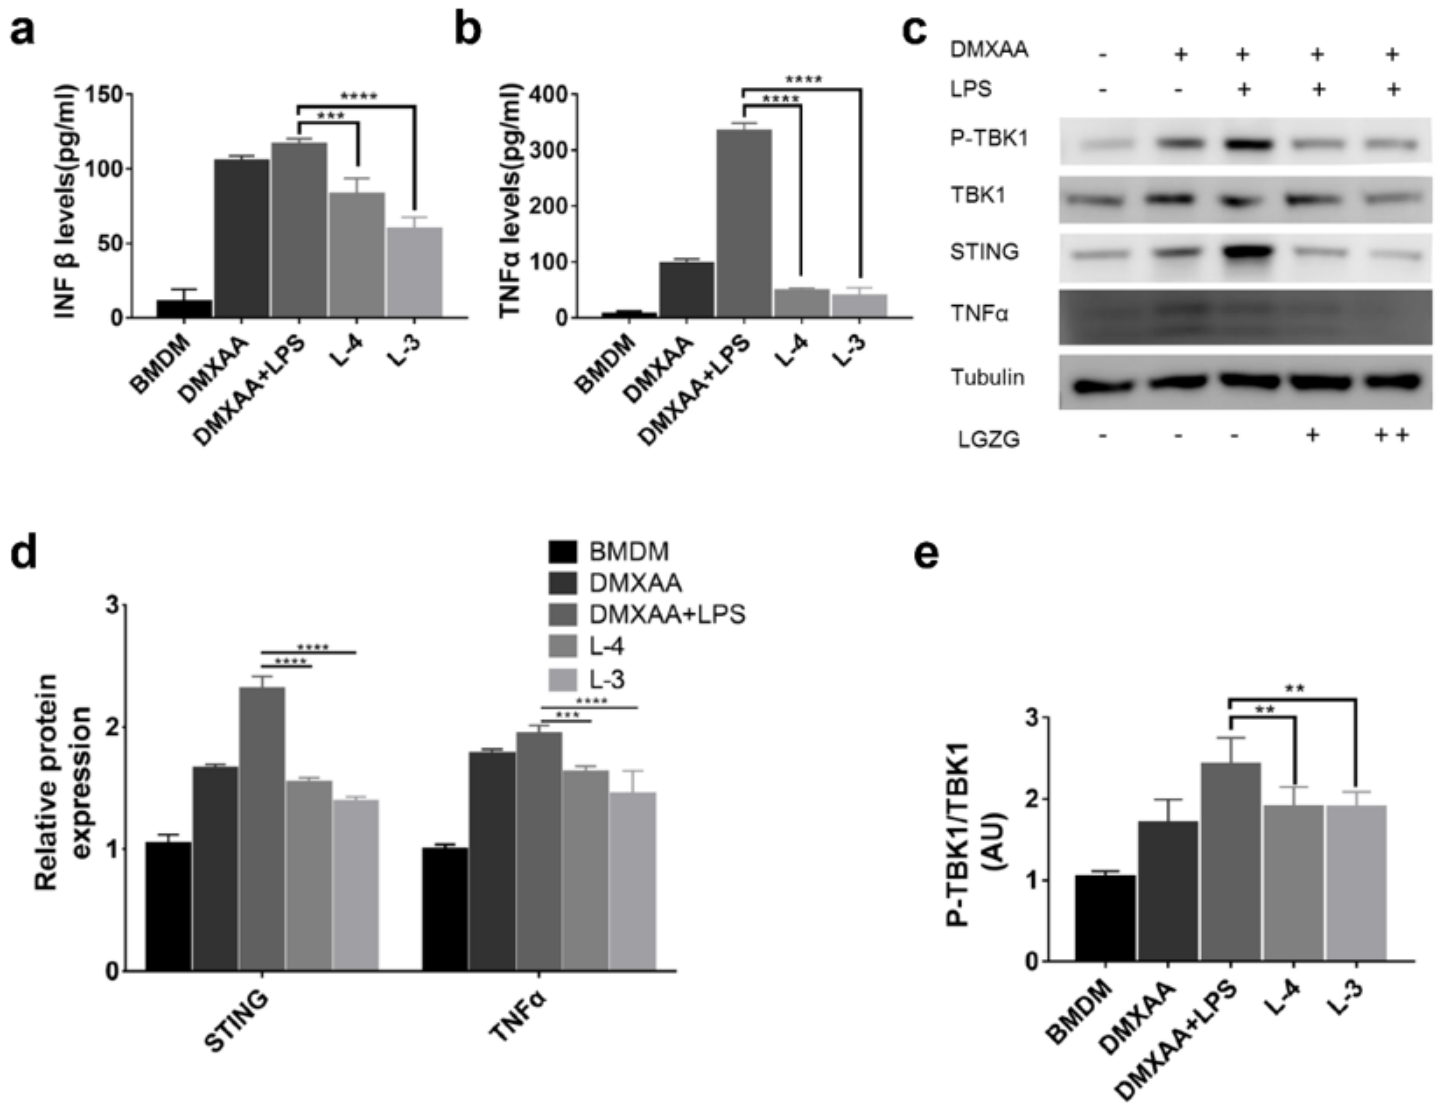 a
INF β levels(pg/ml)
150
100
50
0
****
***
BMDM
DMXAA
DMXAA+LPS
L-4
L-3
b
TNFα levels(pg/ml)
400
300
200
100
0
****
****
BMDM
DMXAA
DMXAA+LPS
L-4
L-3
c
DMXAA - + + + +
LPS - - + + +
P-TBK1
TBK1
STING
TNFα
Tubulin
LGZG - - - + ++
d
BMDM
DMXAA
DMXAA+LPS
L-4
L-3
Relative protein
expression
3
2
1
0
****
****
****
***
STING
TNFα
e
P-TBK1/TBK1
(AU)
3
2
1
0
**
**
BMDM
DMXAA
DMXAA+LPS
L-4
L-3